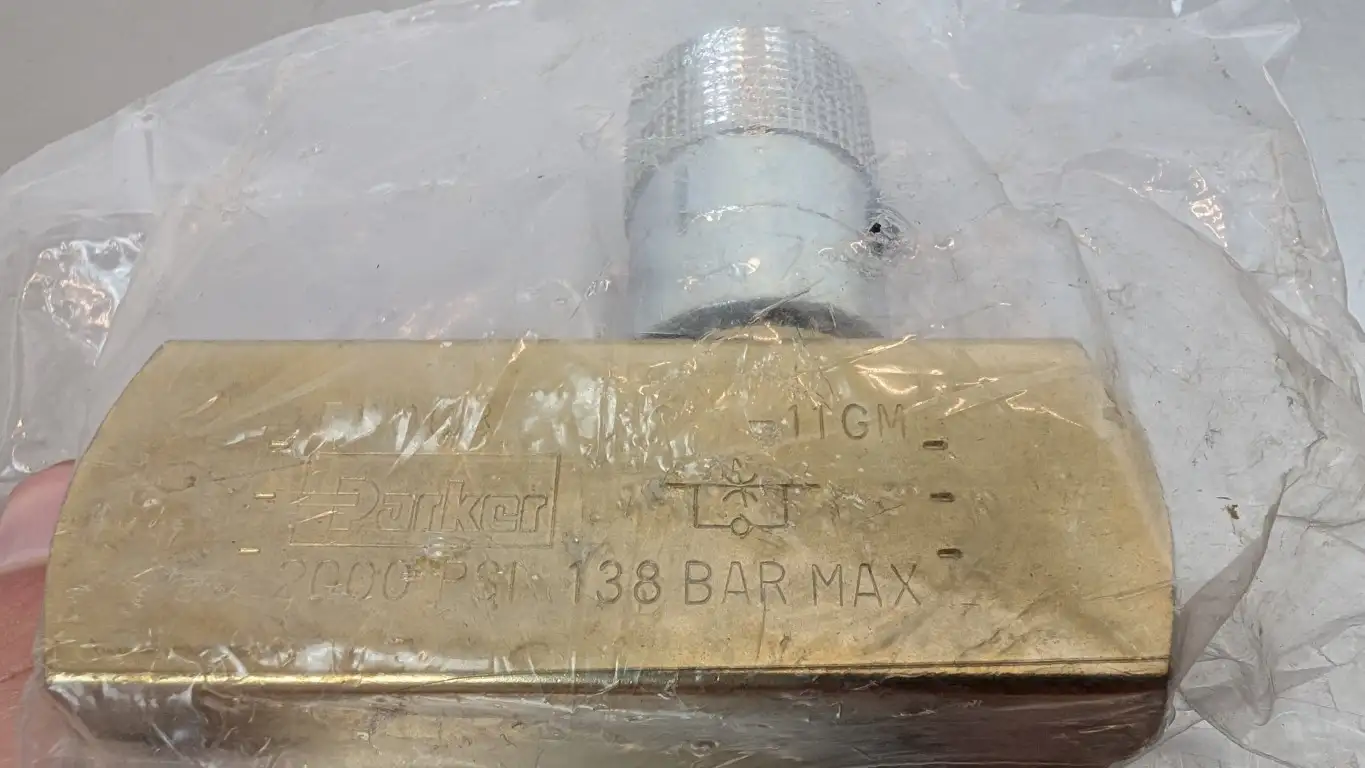 -11GM
Parker
2000 PSI 138 BAR MAX